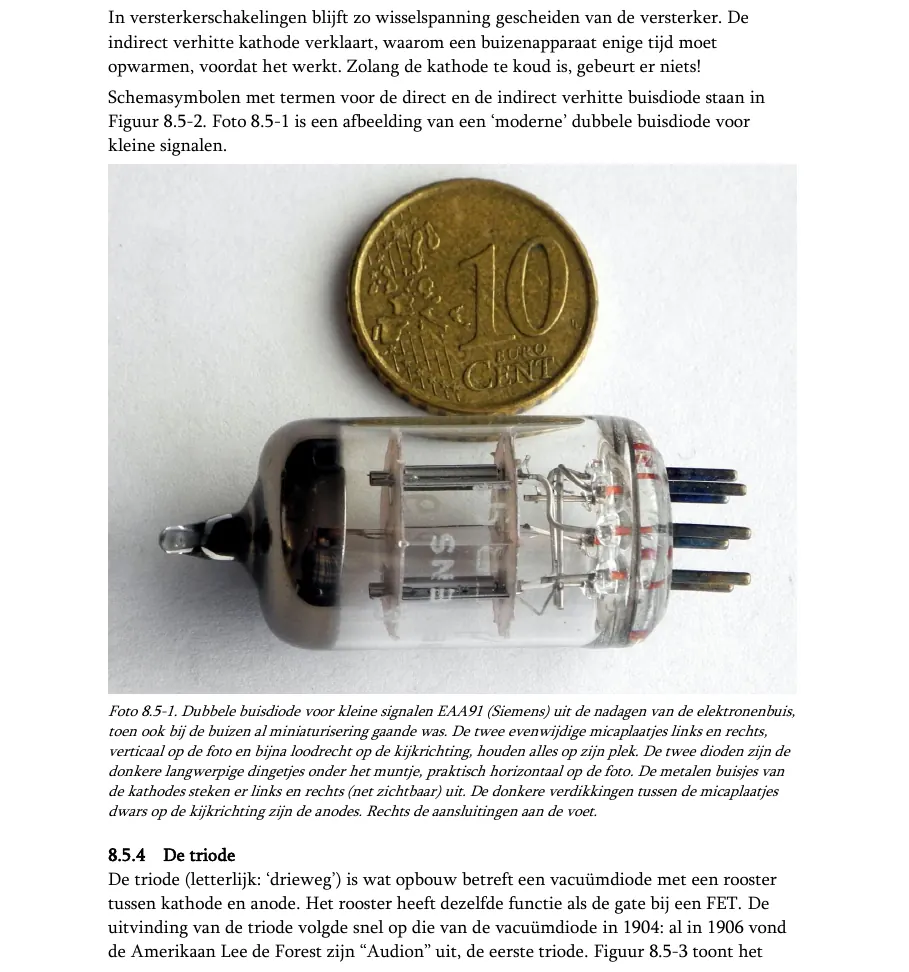 In versterkerschakelingen blijft zo wisselspanning gescheiden van de versterker. De
indirect verhitte kathode verklaart, waarom een buizenapparaat enige tijd moet
opwarmen, voordat het werkt. Zolang de kathode te koud is, gebeurt er niets!
Schemasymbolen met termen voor de direct en de indirect verhitte buisdiode staan in
Figuur 8.5-2. Foto 8.5-1 is een afbeelding van een ‘moderne’ dubbele buisdiode voor
kleine signalen.
10
EURO
CENT
Foto 8.5-1. Dubbele buisdiode voor kleine signalen EAA91 (Siemens) uit de nadagen van de elektronenbuis,
toen ook bij de buizen al miniaturisering gaande was. De twee evenwijdige micaplaatjes links en rechts,
verticaal op de foto en bijna loodrecht op de kijkrichting, houden alles op zijn plek. De twee dioden zijn de
donkere langwerpige dingetjes onder het muntje, praktisch horizontaal op de foto. De metalen buisjes van
de kathodes steken er links en rechts (net zichtbaar) uit. De donkere verdikkingen tussen de micaplaatjes
dwars op de kijkrichting zijn de anodes. Rechts de aansluitingen aan de voet.
8.5.4 De triode
De triode (letterlijk: ‘drieweg’) is wat opbouw betreft een vacuümdiode met een rooster
tussen kathode en anode. Het rooster heeft dezelfde functie als de gate bij een FET. De
uitvinding van de triode volgde snel op die van de vacuümdiode in 1904: al in 1906 vond
de Amerikaan Lee de Forest zijn “Audion” uit, de eerste triode. Figuur 8.5-3 toont het